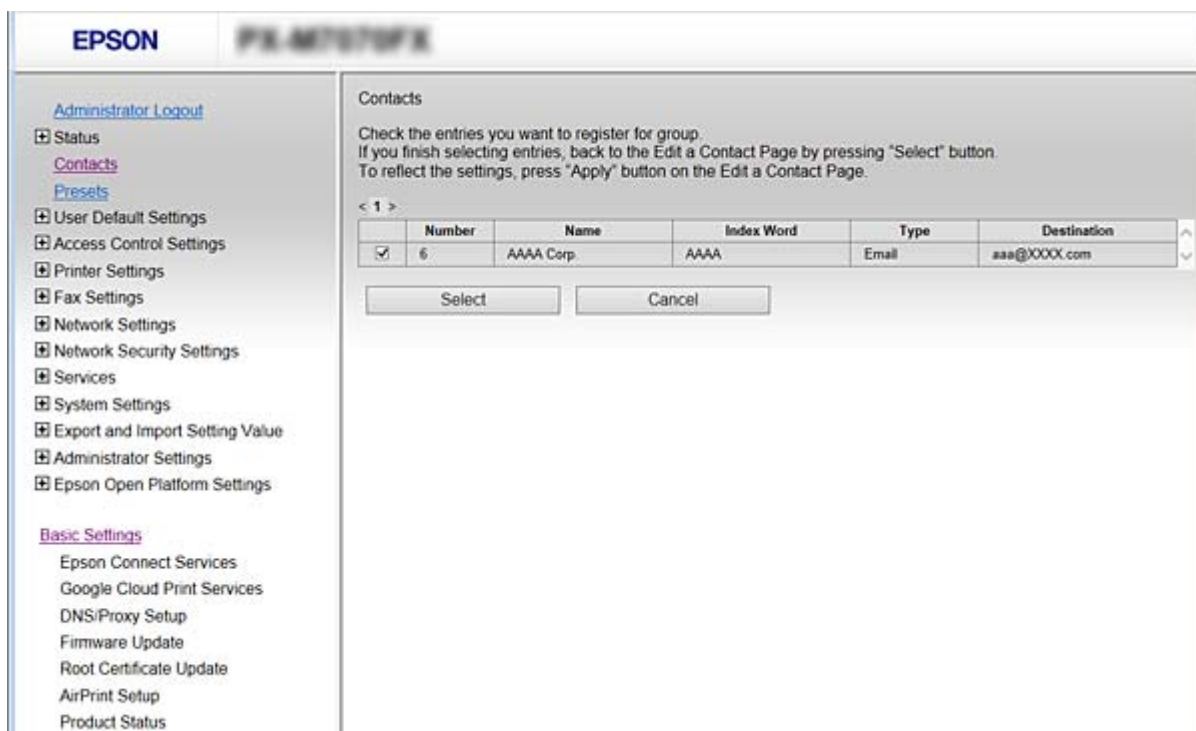 EPSON
Administrator Logout
Status
Contacts
Presets
User Default Settings
Access Control Settings
Printer Settings
Fax Settings
Network Settings
Network Security Settings
Services
System Settings
Export and Import Setting Value
Administrator Settings
Epson Open Platform Settings
Basic Settings
Epson Connect Services
Google Cloud Print Services
DNS/Proxy Setup
Firmware Update
Root Certificate Update
AirPrint Setup
Product Status
Contacts
Check the entries you want to register for group.
If you finish selecting entries, back to the Edit a Contact Page by pressing "Select" button.
To reflect the settings, press "Apply" button on the Edit a Contact Page.
< 1 >
Number Name Index Word Type Destination
6 AAAA Corp. AAAA Email aaa@XXXX.com
Select Cancel